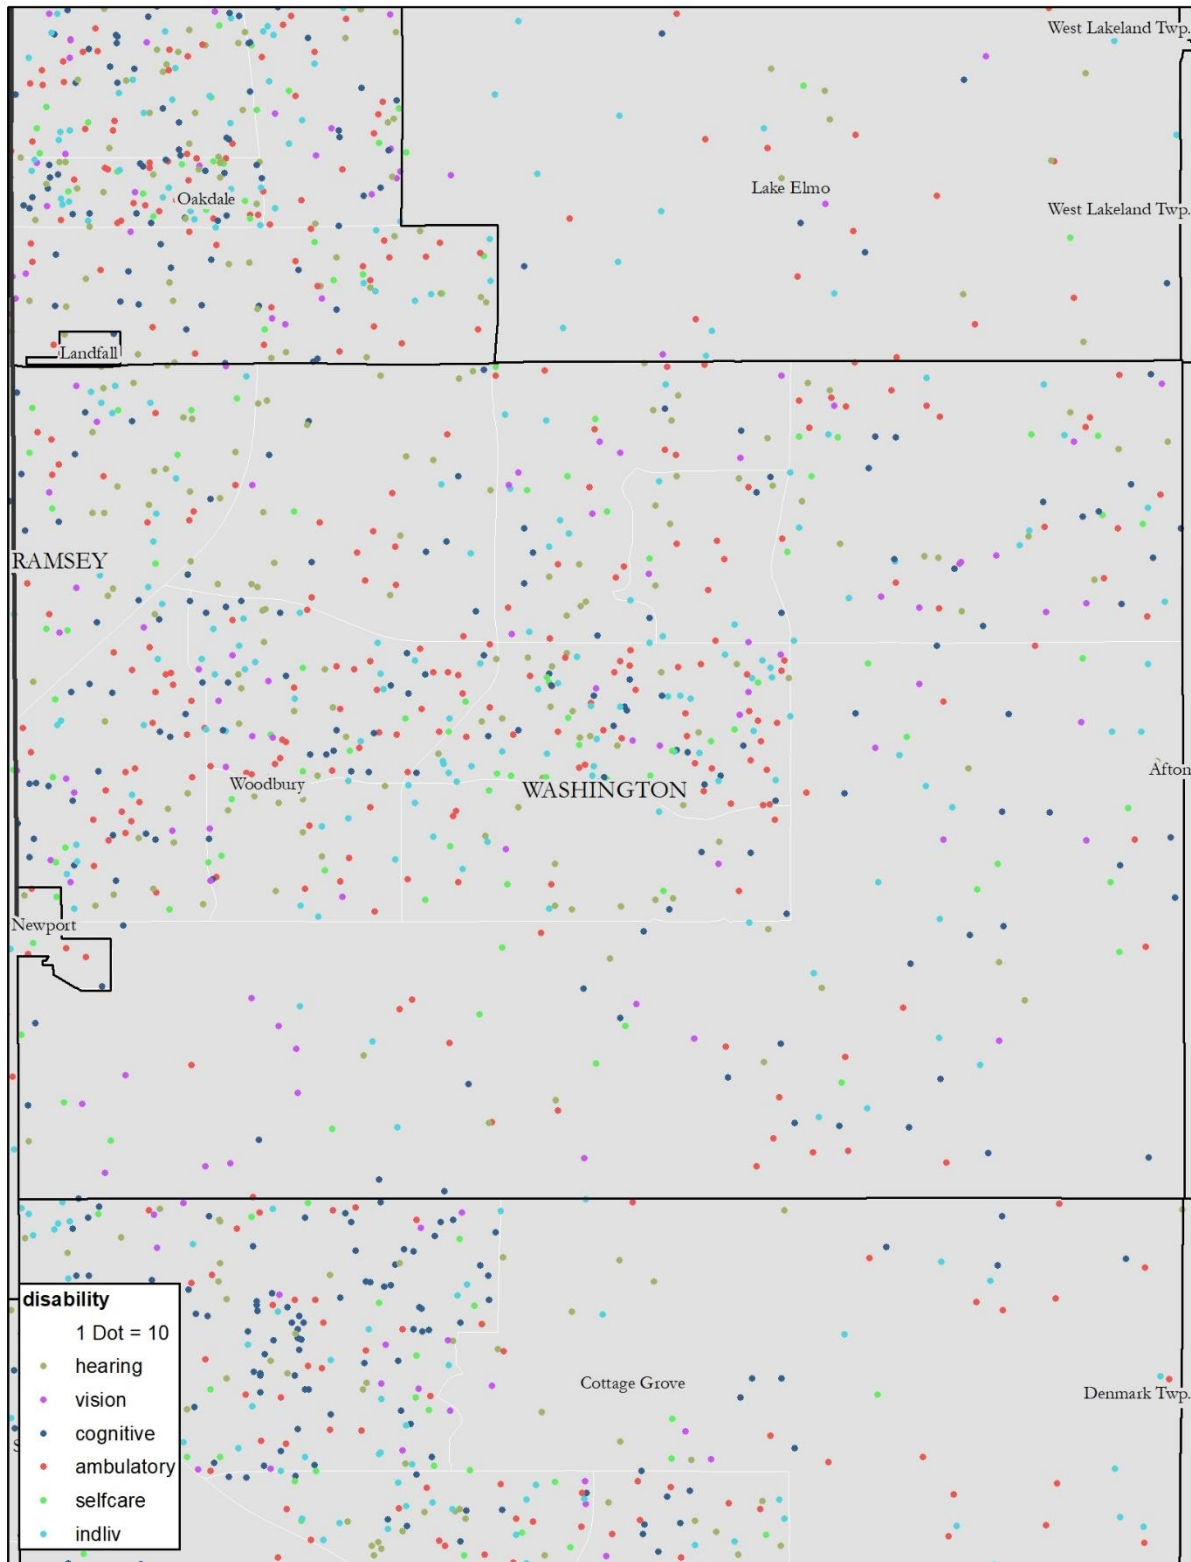 West Lakeland Twp.
Lake Elmo
Oakdale
West Lakeland Twp.
Landfall
RAMSEY
Afton
Woodbury
WASHINGTON
Newport
disability
1 Dot = 10
hearing
vision
cognitive
ambulatory
selfcare
indliv
Cottage Grove
Denmark Twp.